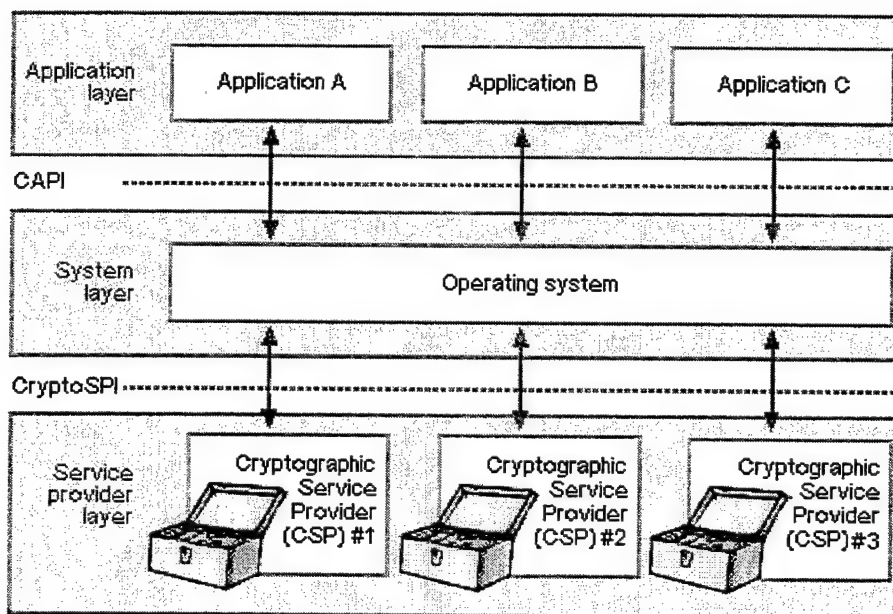 Application
layer
Application A
Application B
Application C
CAPI
System
layer
Operating system
CryptoSPI
Service
provider
layer
Cryptographic
Service
Provider
(CSP) #1
Cryptographic
Service
Provider
(CSP) #2
Cryptographic
Service
Provider
(CSP) #3